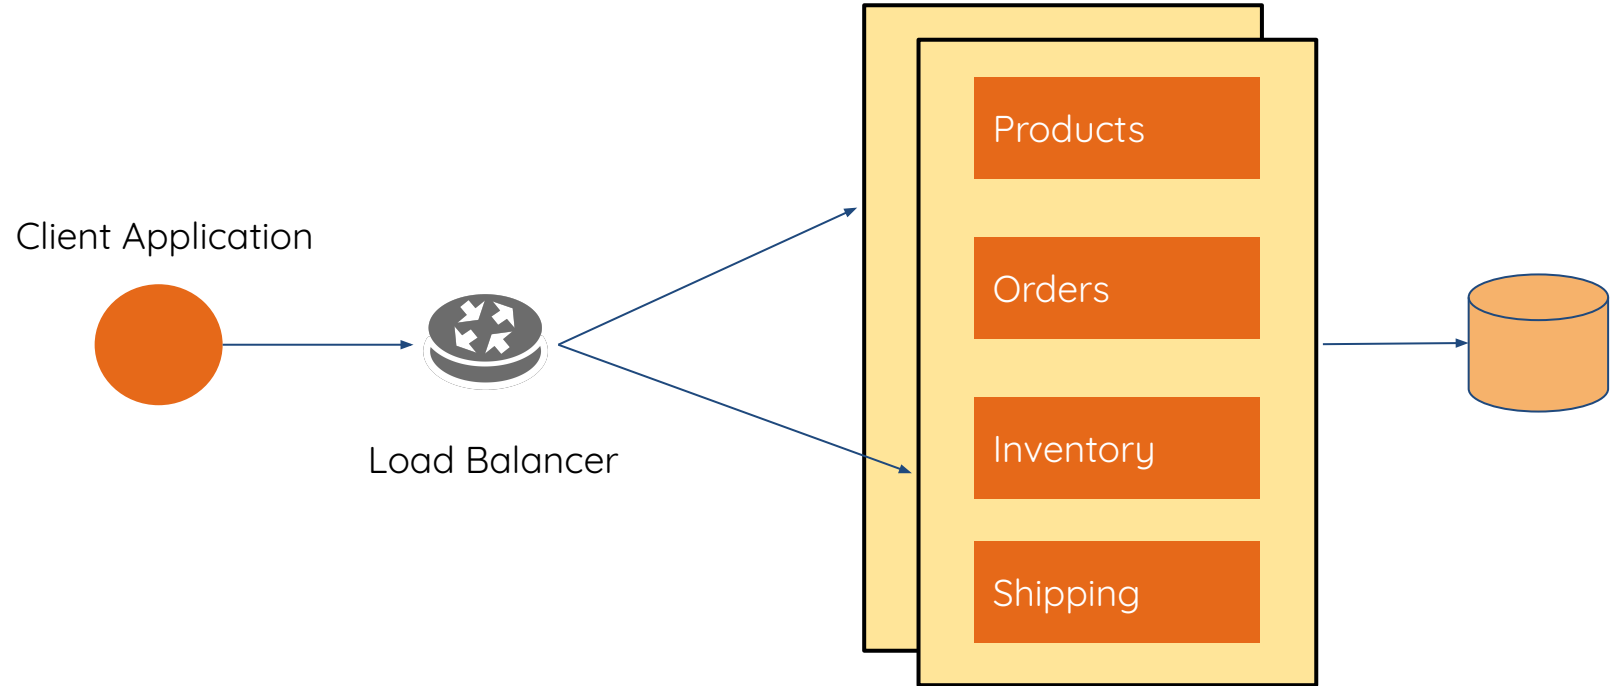 Client Application
Load Balancer
Products
Orders
Inventory
Shipping